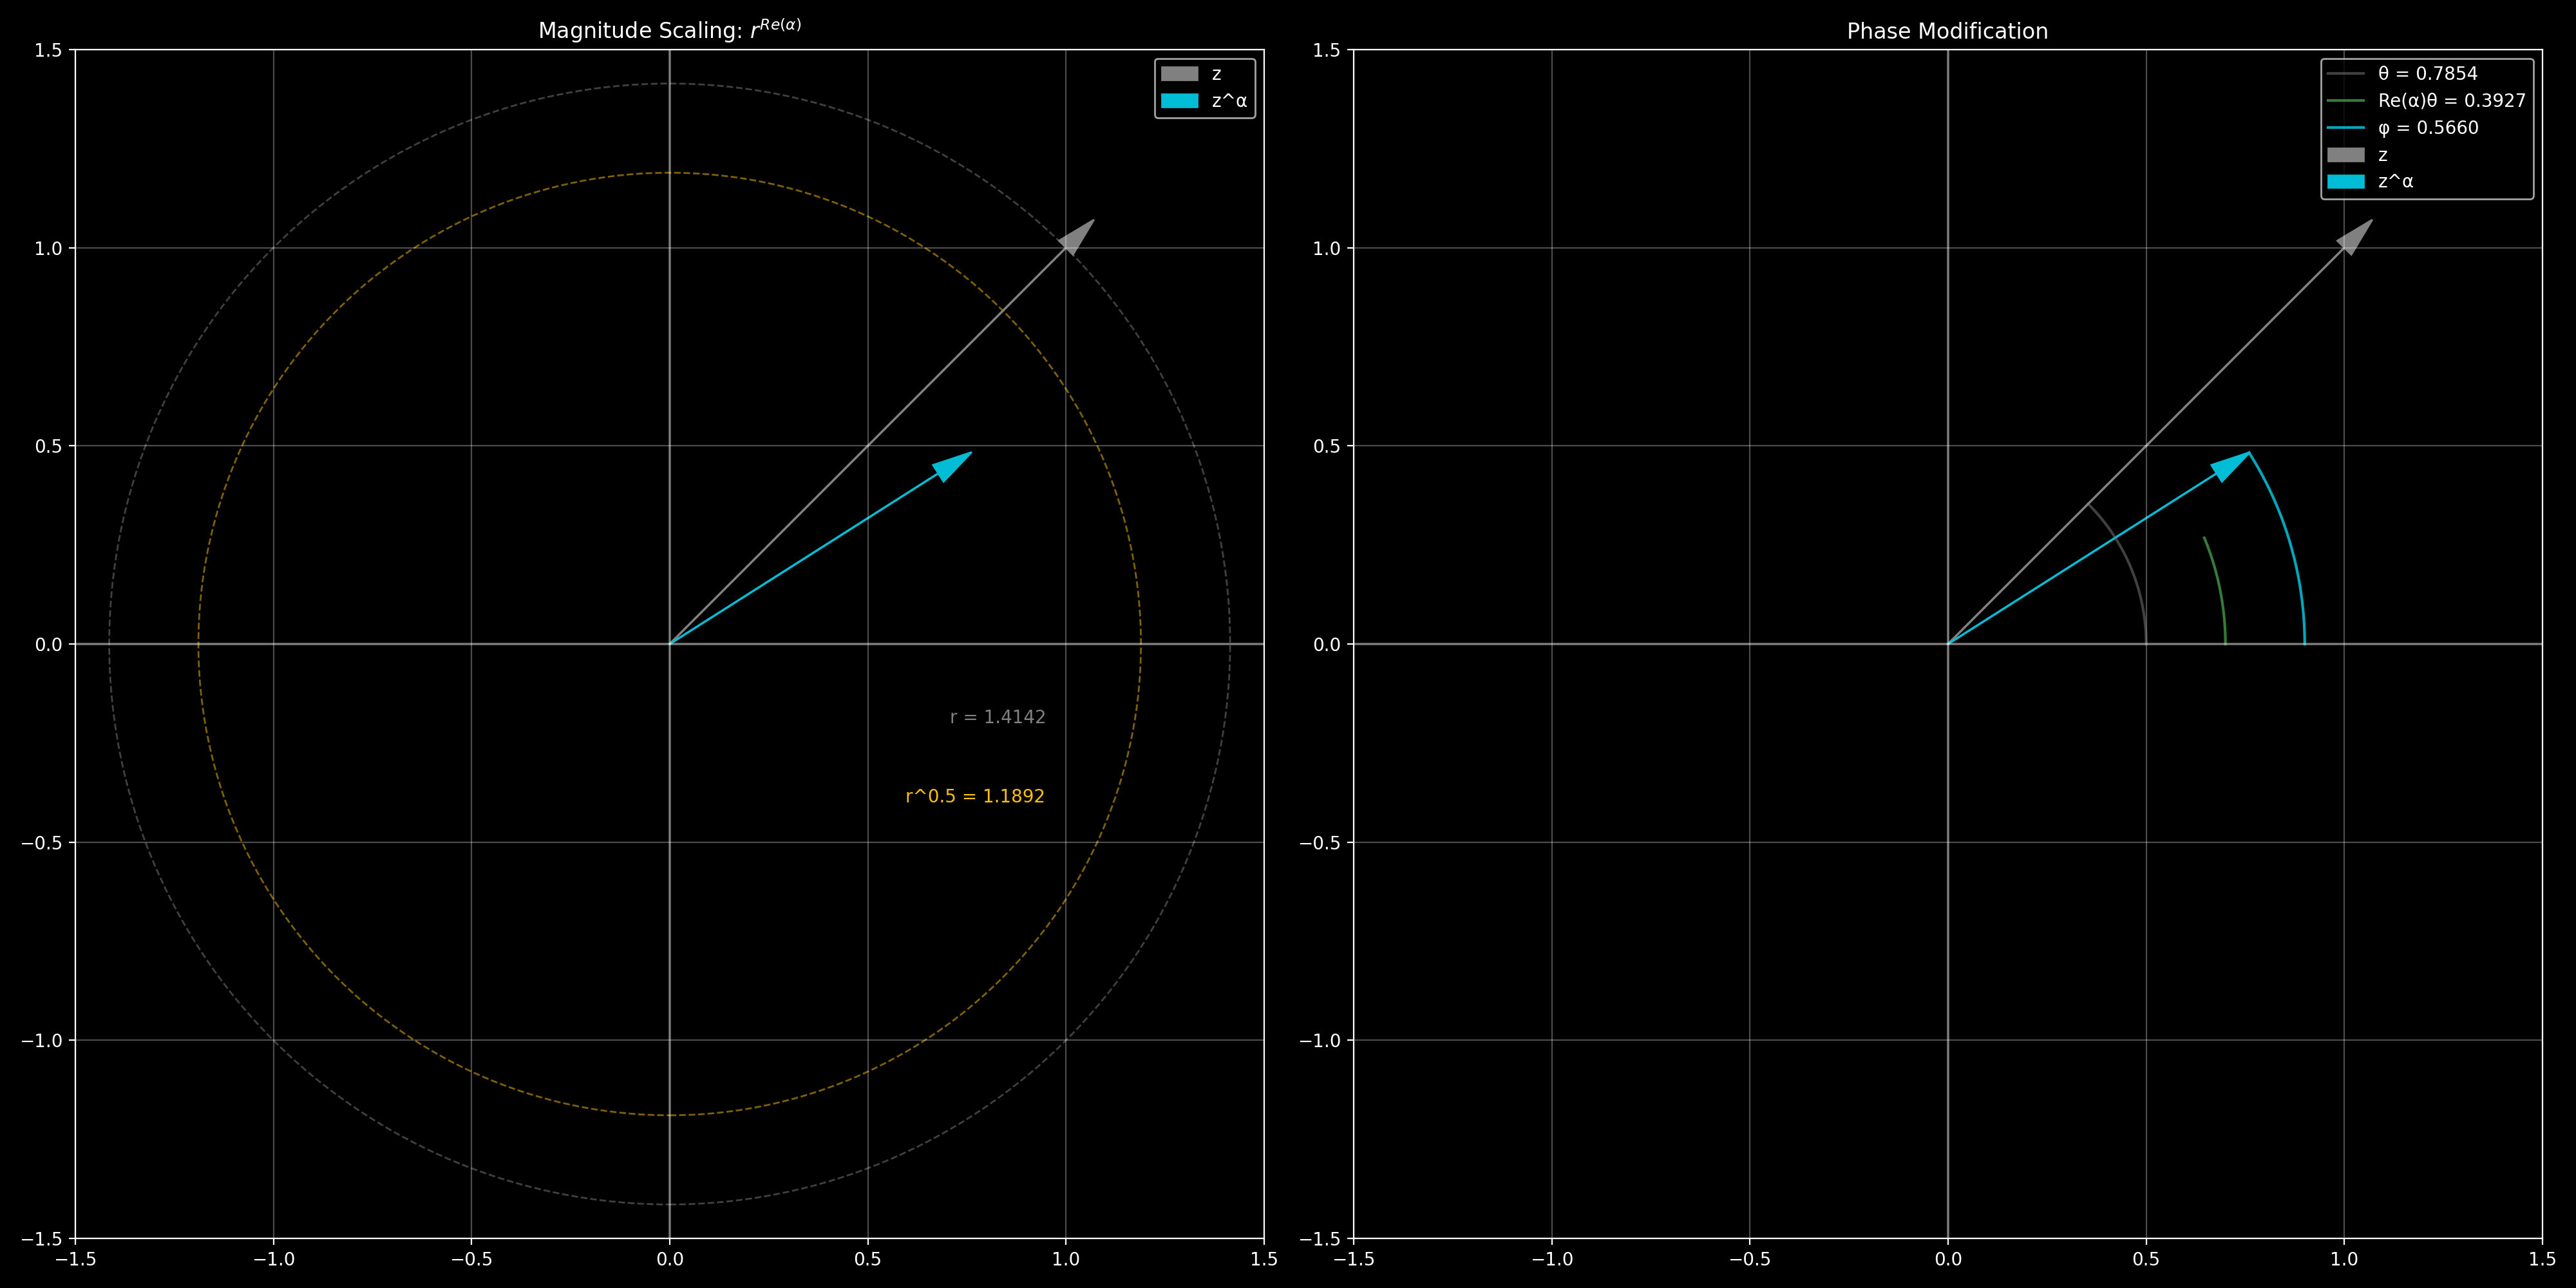 Magnitude Scaling: r^Re(α)
1.5
1.0
0.5
0.0
−0.5
−1.0
−1.5
−1.5
−1.0
−0.5
0.0
0.5
1.0
1.5
z
z^α
r = 1.4142
r^0.5 = 1.1892
Phase Modification
1.5
1.0
0.5
0.0
−0.5
−1.0
−1.5
−1.5
−1.0
−0.5
0.0
0.5
1.0
1.5
θ = 0.7854
Re(α)θ = 0.3927
φ = 0.5660
z
z^α